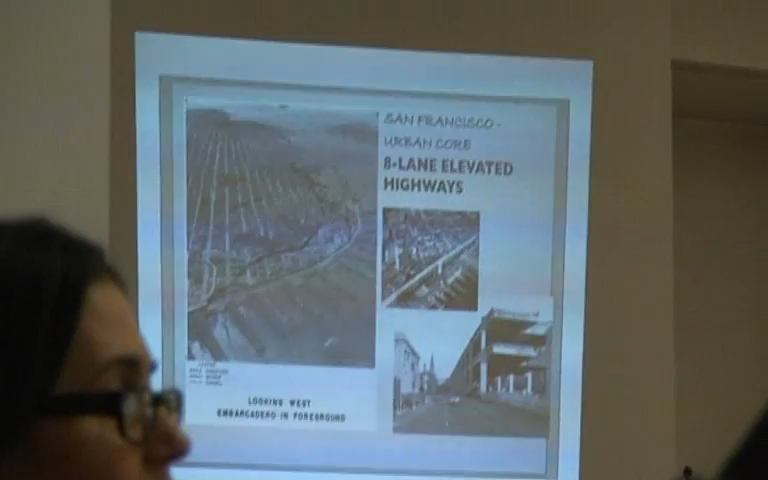 SAN FRANCISCO -
URBAN CORE
8-LANE ELEVATED
HIGHWAYS
LOOKING WEST
EMBARCADERO IN FOREGROUND